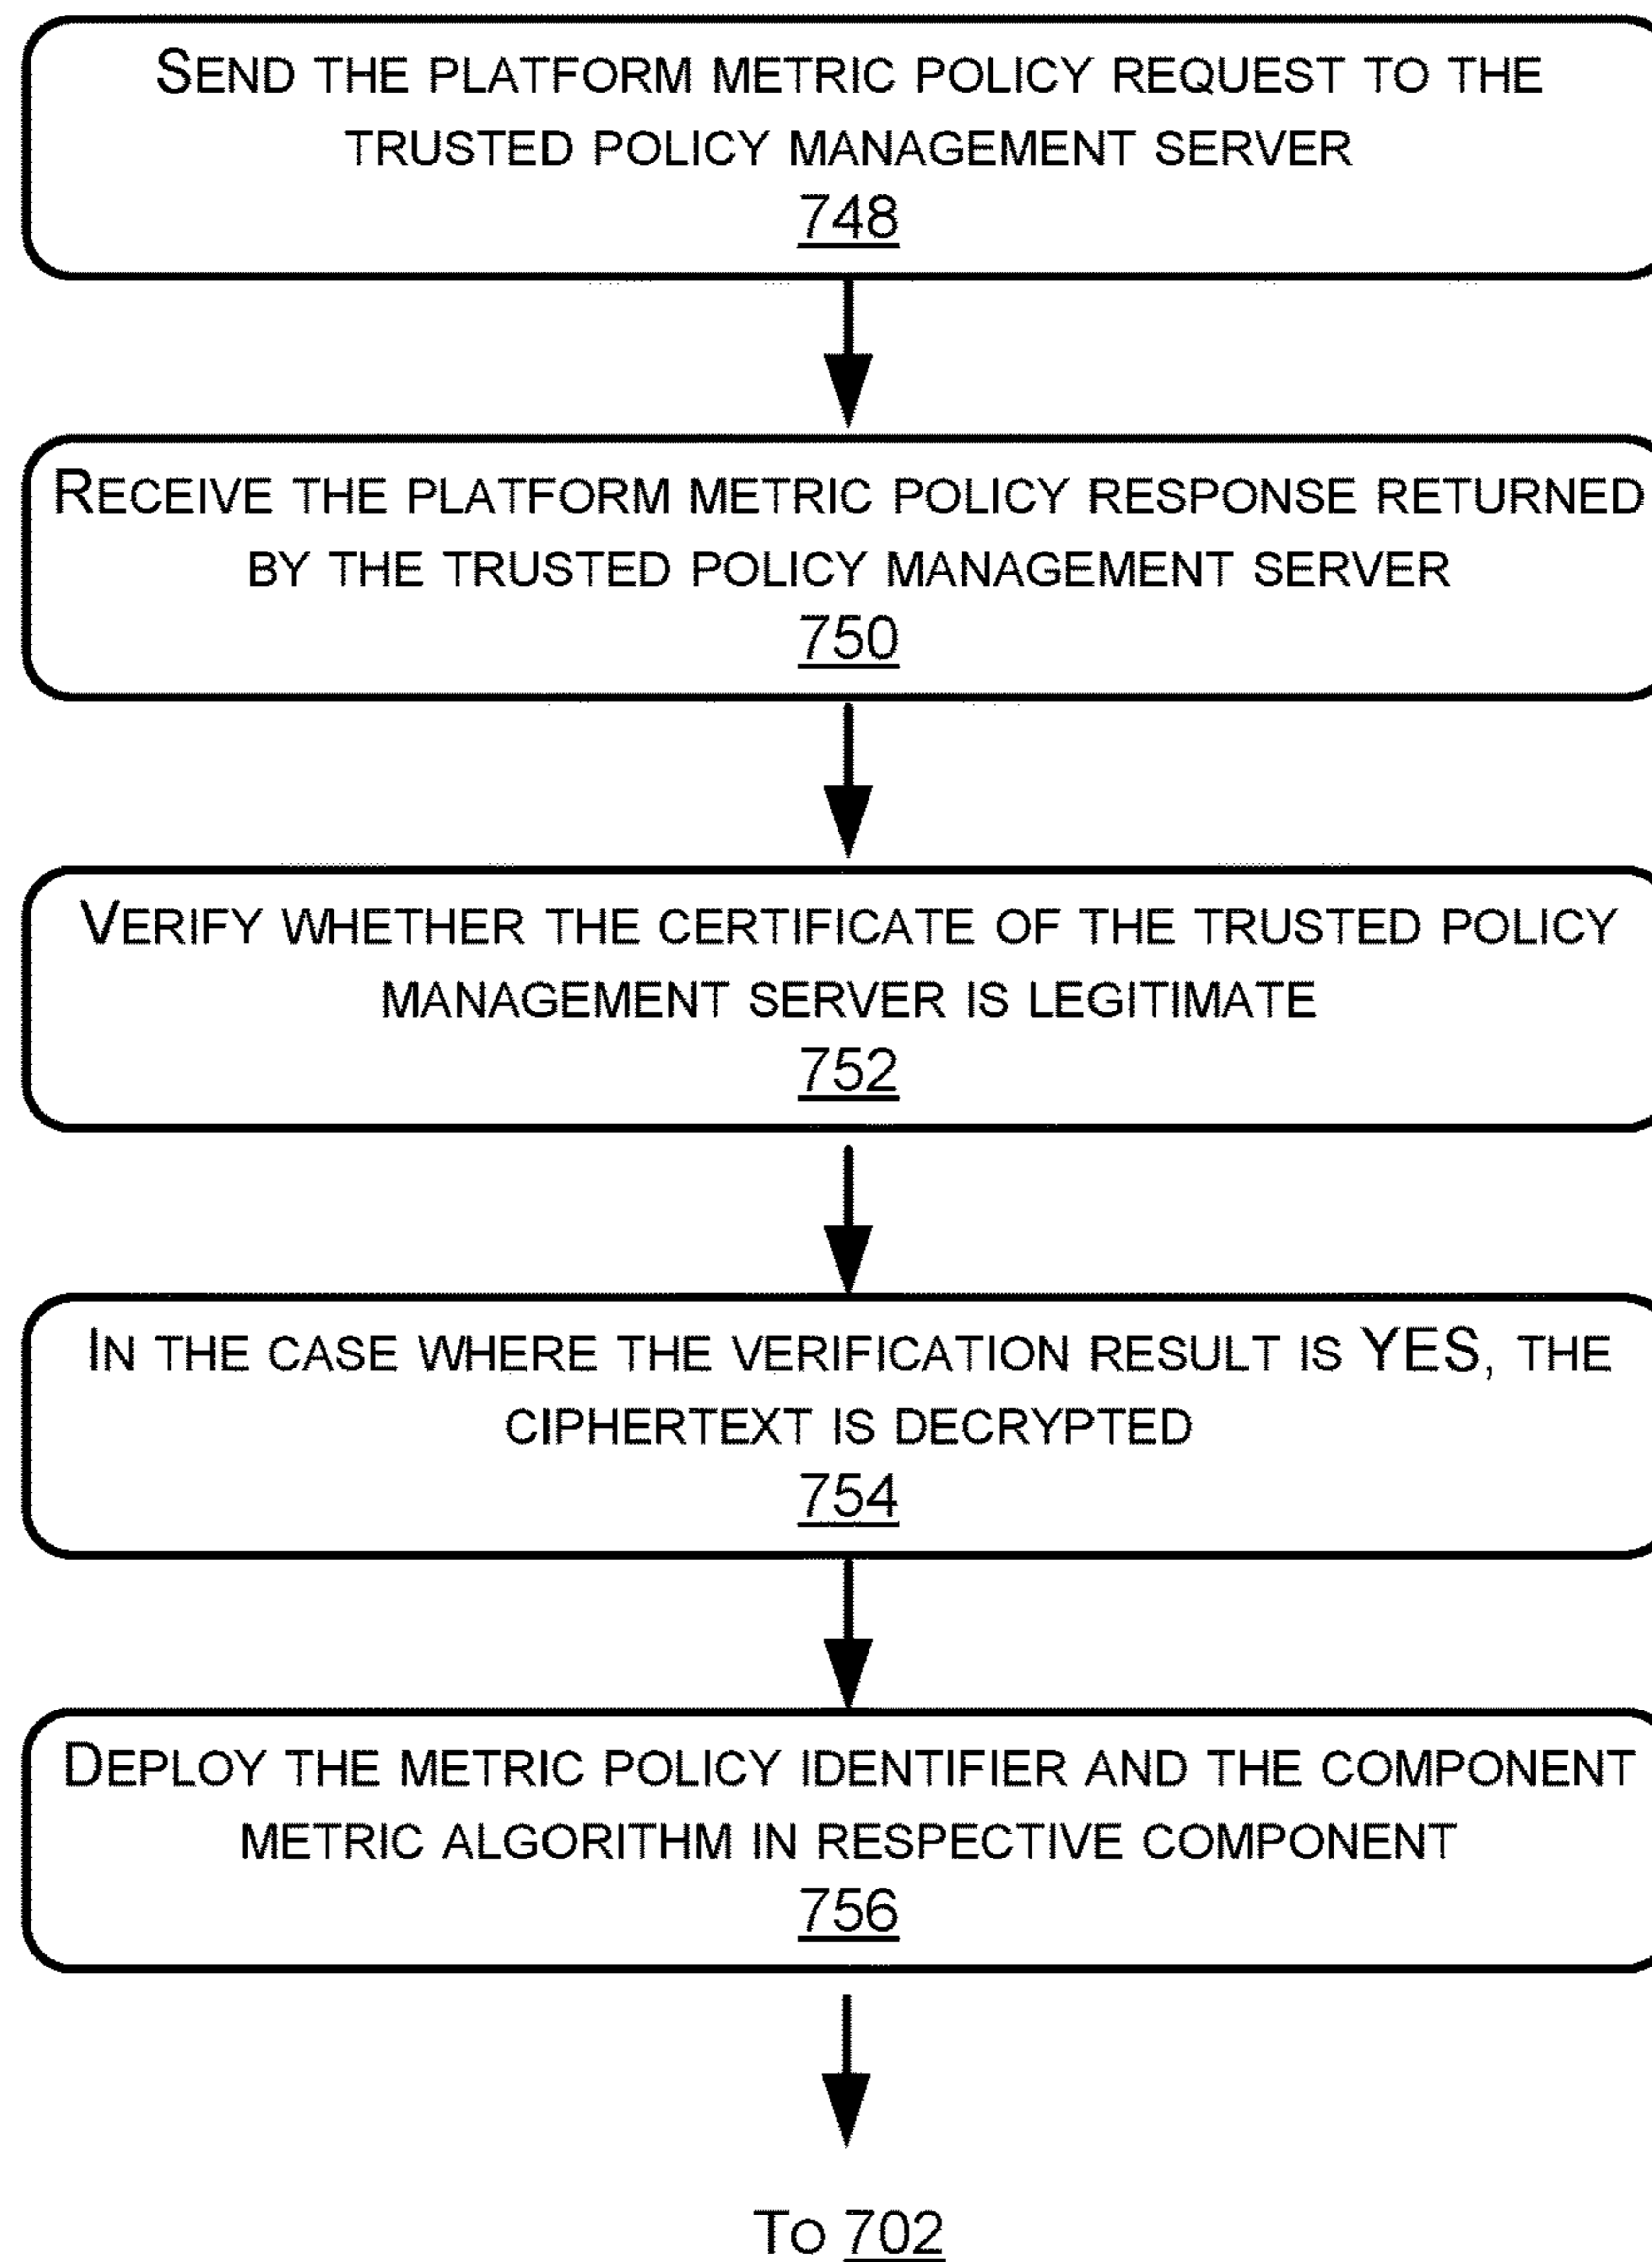 SEND THE PLATFORM METRIC POLICY REQUEST TO THE
TRUSTED POLICY MANAGEMENT SERVER
748
RECEIVE THE PLATFORM METRIC POLICY RESPONSE RETURNED
BY THE TRUSTED POLICY MANAGEMENT SERVER
750
VERIFY WHETHER THE CERTIFICATE OF THE TRUSTED POLICY
MANAGEMENT SERVER IS LEGITIMATE
752
IN THE CASE WHERE THE VERIFICATION RESULT IS YES, THE
CIPHERTEXT IS DECRYPTED
754
DEPLOY THE METRIC POLICY IDENTIFIER AND THE COMPONENT
METRIC ALGORITHM IN RESPECTIVE COMPONENT
756
TO 702